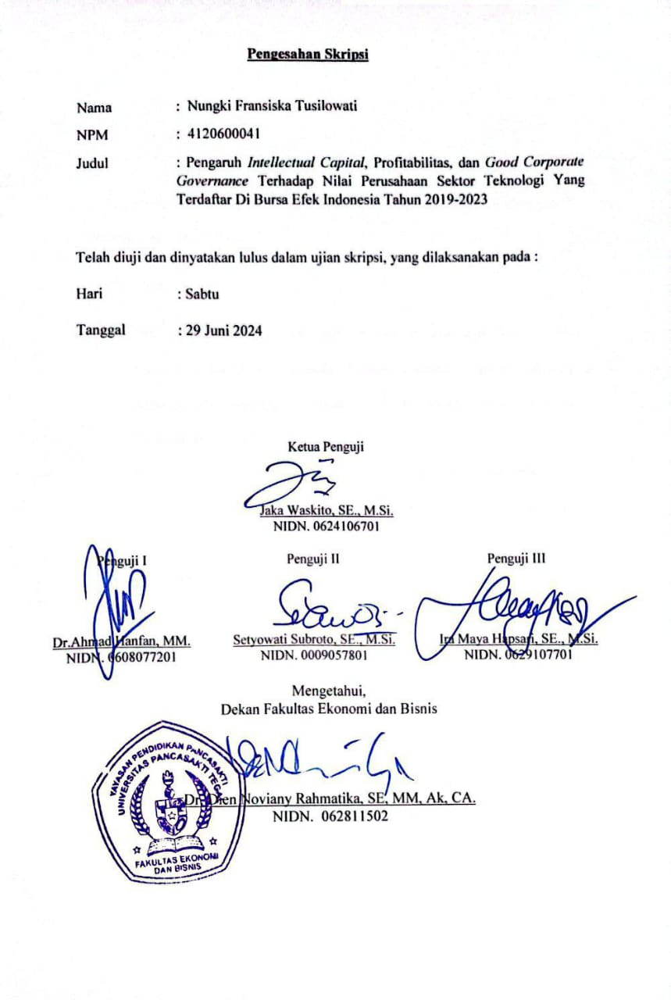 Pengesahan Skripsi
Nama : Nungki Fransiska Tusilowati
NPM : 4120600041
Judul : Pengaruh Intellectual Capital, Profitabilitas, dan Good Corporate
Governance Terhadap Nilai Perusahaan Sektor Teknologi Yang
Terdaftar Di Bursa Efek Indonesia Tahun 2019-2023
Telah diuji dan dinyatakan lulus dalam ujian skripsi, yang dilaksanakan pada :
Hari : Sabtu
Tanggal : 29 Juni 2024
Ketua Penguji
Jaka Waskito, SE., M.Si.
NIDN. 0624106701
Penguji I
Penguji II
Penguji III
Dr.Ahmad Hanfan, MM.
NIDN. 0608077201
Setyowati Subroto, SE., M.Si.
NIDN. 0009057801
Ira Maya Hapsari, SE., M.Si.
NIDN. 0629107701
Mengetahui,
Dekan Fakultas Ekonomi dan Bisnis
Dr. Dien Noviany Rahmatika, SE, MM, Ak, CA.
NIDN. 062811502
YAYASAN PENDIDIKAN PANCASAKTI
UNIVERSITAS PANCASAKTI TEGAL
FAKULTAS EKONOMI
DAN BISNIS